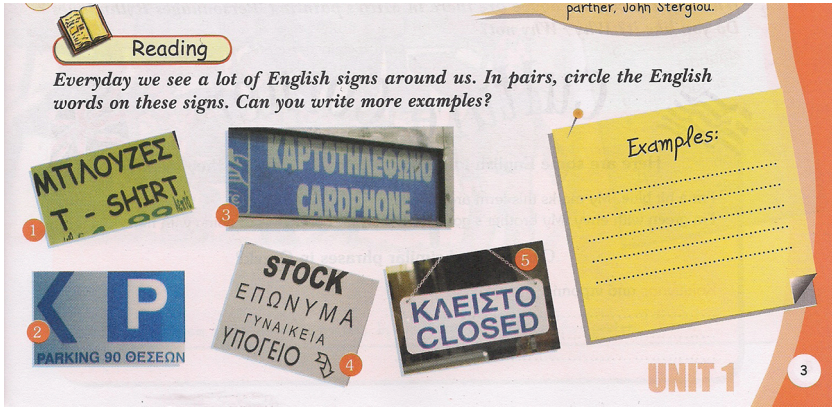 partner, John Stergiou.
Reading
Everyday we see a lot of English signs around us. In pairs, circle the English
words on these signs. Can you write more examples?
ΜΠΛΟΥΖΕΣ
T - SHIRT
1
ΚΑΡΤΟΤΗΛΕΦΩΝΟ
CARDPHONE
3
P
PARKING 90 ΘΕΣΕΩΝ
2
STOCK
ΕΠΩΝΥΜΑ
ΓΥΝΑΙΚΕΙΑ
ΥΠΟΓΕΙΟ
4
ΚΛΕΙΣΤΟ
CLOSED
5
Examples:
UNIT 1
3